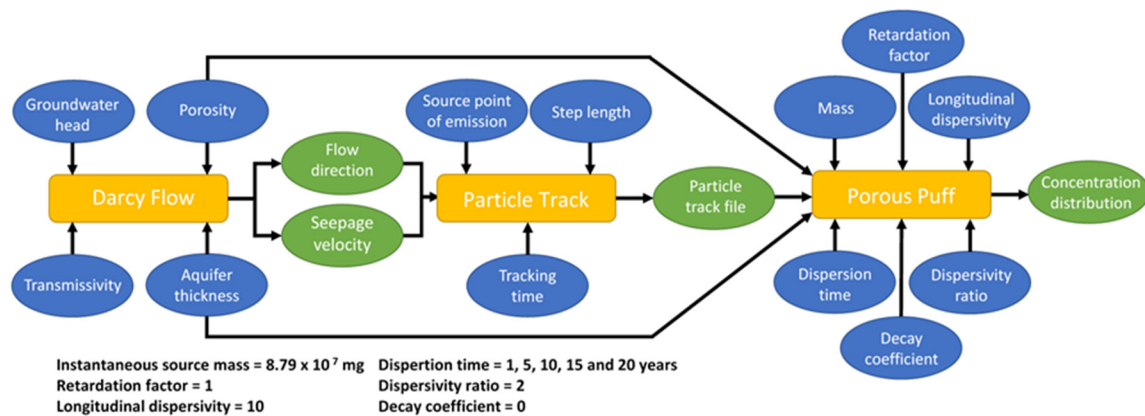 Groundwater
head
Porosity
Source point
of emission
Step length
Mass
Retardation
factor
Longitudinal
dispersivity
Darcy Flow
Flow
direction
Seepage
velocity
Particle Track
Particle
track file
Porous Puff
Concentration
distribution
Transmissivity
Aquifer
thickness
Tracking
time
Dispersion
time
Decay
coefficient
Dispersivity
ratio
Instantaneous source mass = 8.79 x 10⁷ mg
Retardation factor = 1
Longitudinal dispersivity = 10
Dispertion time = 1, 5, 10, 15 and 20 years
Dispersivity ratio = 2
Decay coefficient = 0